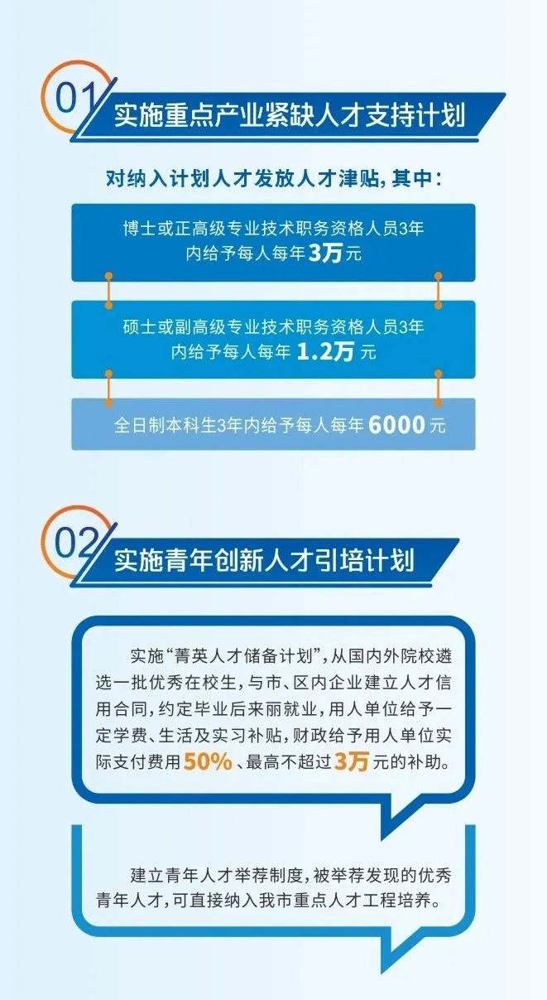 01
实施重点产业紧缺人才支持计划
对纳入计划人才发放人才津贴,其中:
博士或正高级专业技术职务资格人员3年
内给予每人每年3万元
硕士或副高级专业技术职务资格人员3年
内给予每人每年 1.2万 元
全日制本科生3年内给予每人每年 6000 元
02
实施青年创新人才引培计划
实施“菁英人才储备计划”,从国内外院校遴
选一批优秀在校生,与市、区内企业建立人才信
用合同,约定毕业后来丽就业,用人单位给予一
定学费、生活及实习补贴,财政给予用人单位实
际支付费用50%、最高不超过3万元的补助。
建立青年人才举荐制度,被举荐发现的优秀
青年人才,可直接纳入我市重点人才工程培养。